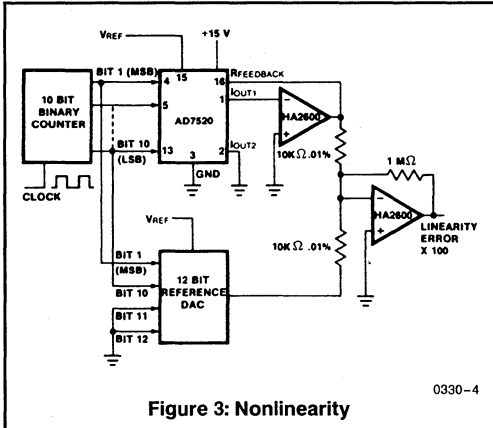 VREF
+15 V
BIT 1 (MSB)
15
4
16
RFEEDBACK
10 BIT
BINARY
COUNTER
5
AD7520
1
IOUT1
−
HA2600
+
BIT 10
(LSB)
13
3
GND
2
IOUT2
10KΩ .01%
1 MΩ
CLOCK
−
HA2600
+
LINEARITY
ERROR
X 100
VREF
10KΩ .01%
BIT 1
(MSB)
BIT 10
BIT 11
BIT 12
12 BIT
REFERENCE
DAC
0330-4
Figure 3: Nonlinearity